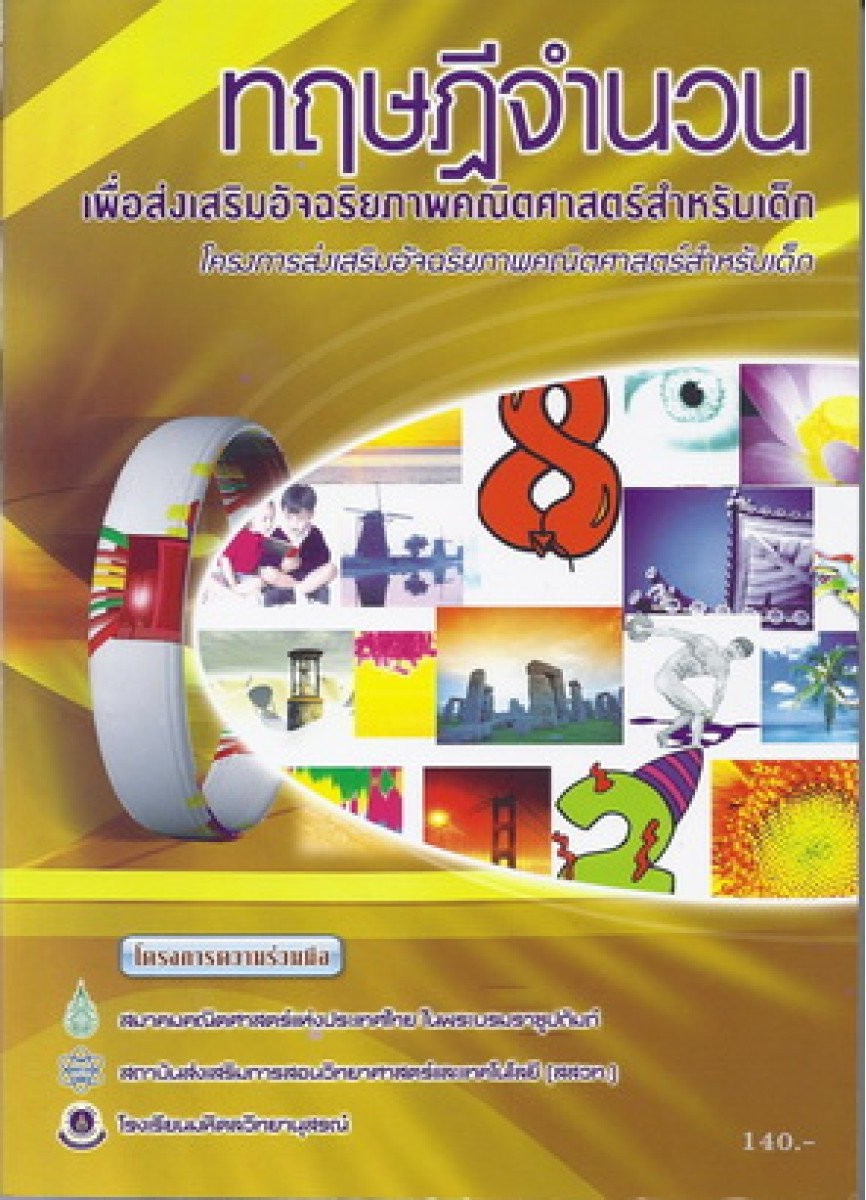 ทฤษฎีจำนวน
เพื่อส่งเสริมอัจฉริยภาพคณิตศาสตร์สำหรับเด็ก
โครงการส่งเสริมอัจฉริยภาพคณิตศาสตร์สำหรับเด็ก
8
2
โครงการความร่วมมือ
สมาคมคณิตศาสตร์แห่งประเทศไทย ในพระบรมราชูปถัมภ์
สถาบันส่งเสริมการสอนวิทยาศาสตร์และเทคโนโลยี (สสวท.)
โรงเรียนมหิดลวิทยานุสรณ์
140.-